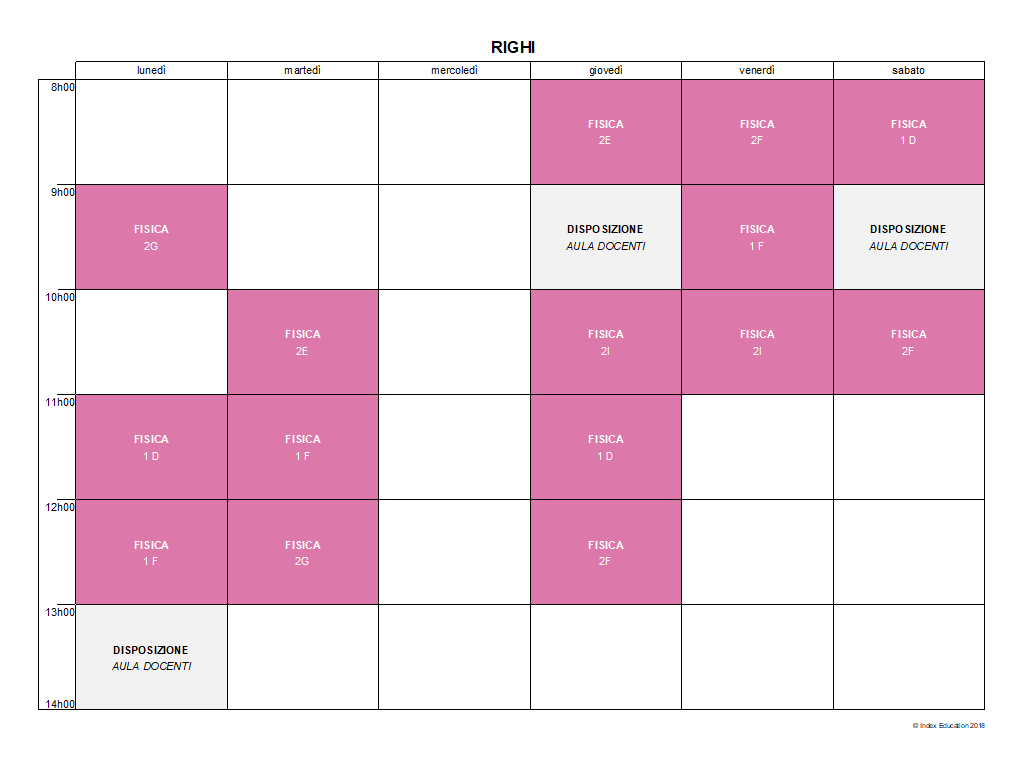 RIGHI
lunedì martedì mercoledì giovedì venerdì sabato
8h00
FISICA FISICA FISICA
2E 2F 1 D
9h00
FISICA DISPOSIZIONE FISICA DISPOSIZIONE
2G AULA DOCENTI 1 F AULA DOCENTI
10h00
FISICA FISICA FISICA FISICA
2E 2I 2I 2F
11h00
FISICA FISICA FISICA
1 D 1 F 1 D
12h00
FISICA FISICA FISICA
1 F 2G 2F
13h00
DISPOSIZIONE
AULA DOCENTI
14h00
© Index Education 2018